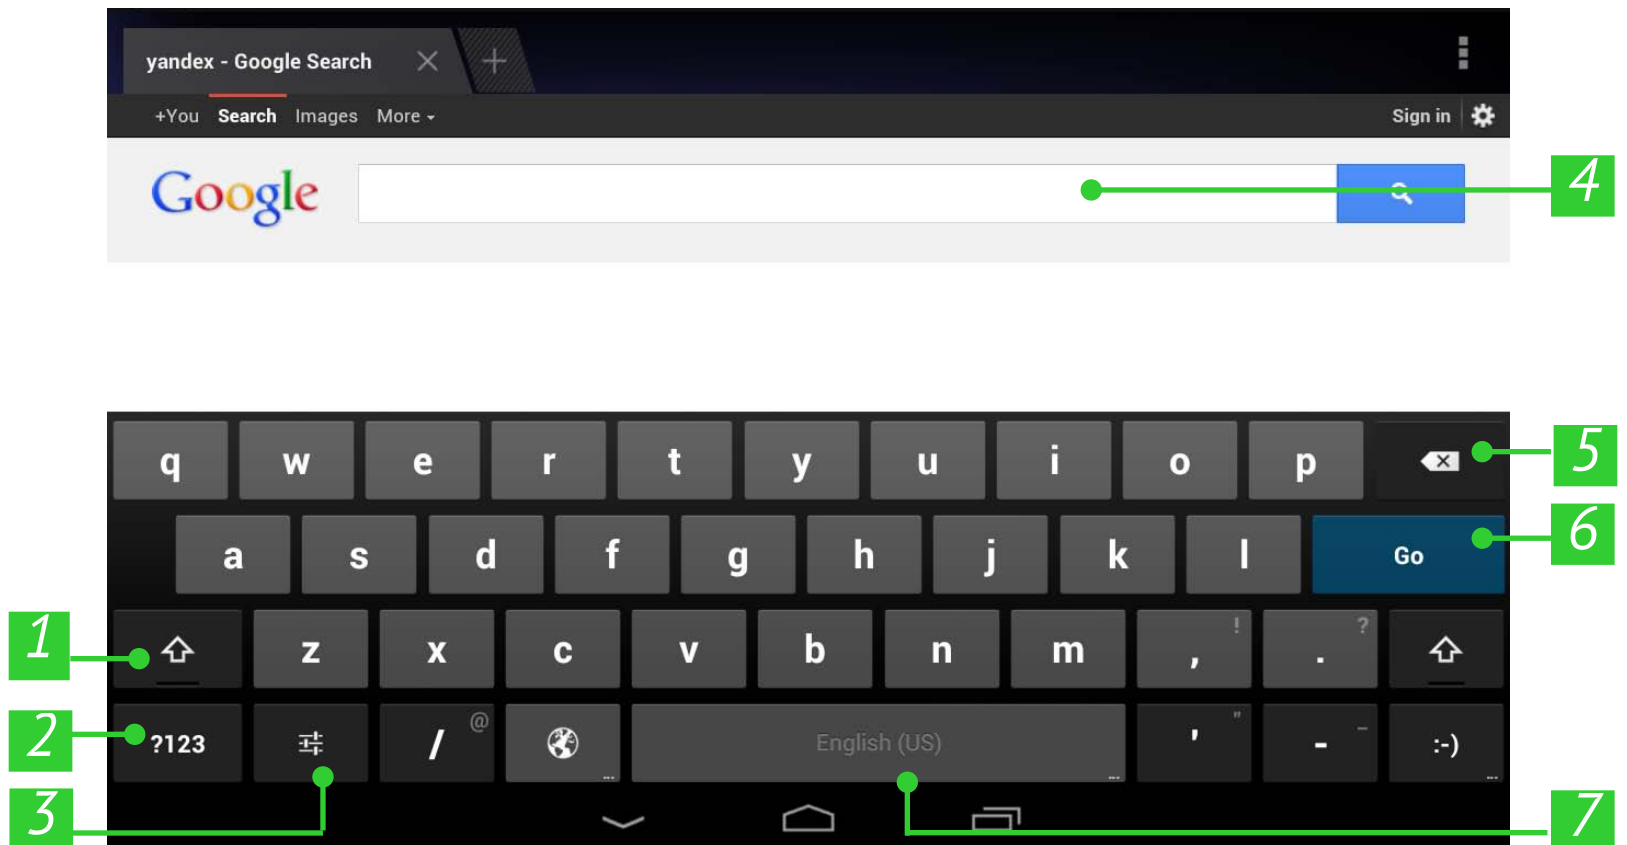 yandex - Google Search
+You Search Images More Sign in
Google
4
q w e r t y u i o p
5
a s d f g h j k l Go
6
1
z x c v b n m , ! . ?
2
?123 / @ English (US) ' " - _ :-)
3
7